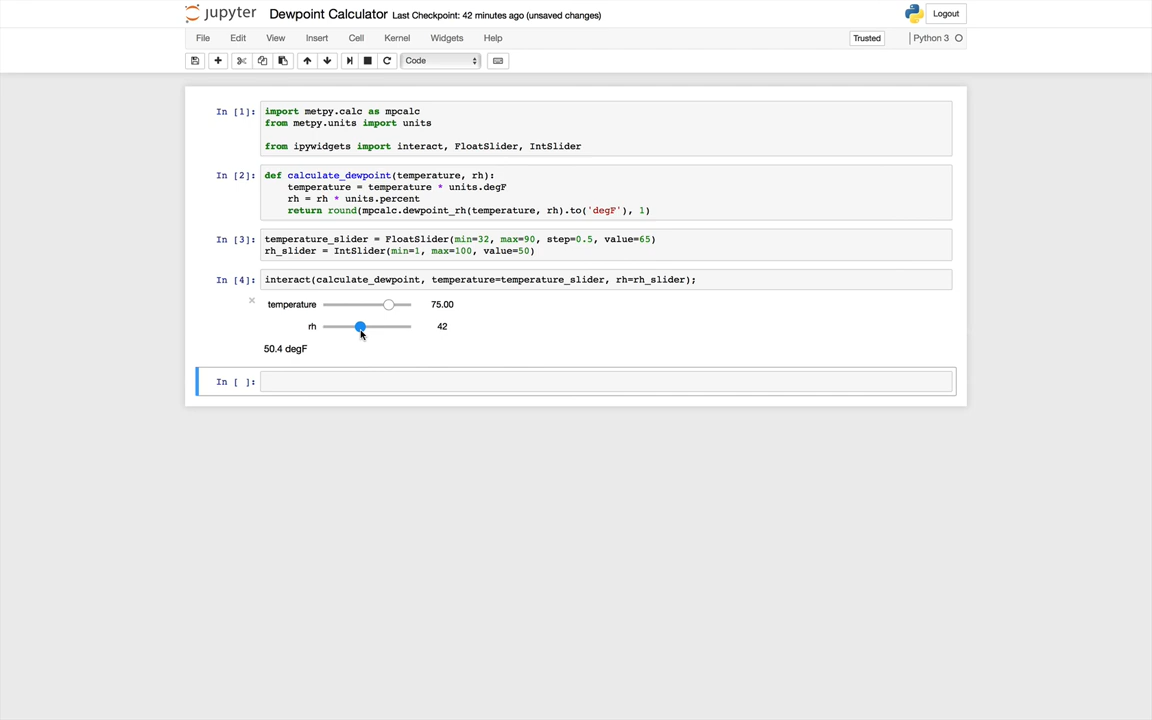 jupyter Dewpoint Calculator Last Checkpoint: 42 minutes ago (unsaved changes) Logout
File Edit View Insert Cell Kernel Widgets Help Trusted Python 3
Code
In [1]: import metpy.calc as mpcalc
from metpy.units import units
from ipywidgets import interact, FloatSlider, IntSlider
In [2]: def calculate_dewpoint(temperature, rh):
    temperature = temperature * units.degF
    rh = rh * units.percent
    return round(mpcalc.dewpoint_rh(temperature, rh).to('degF'), 1)
In [3]: temperature_slider = FloatSlider(min=32, max=90, step=0.5, value=65)
rh_slider = IntSlider(min=1, max=100, value=50)
In [4]: interact(calculate_dewpoint, temperature=temperature_slider, rh=rh_slider);
temperature 75.00
rh 42
50.4 degF
In [ ]: